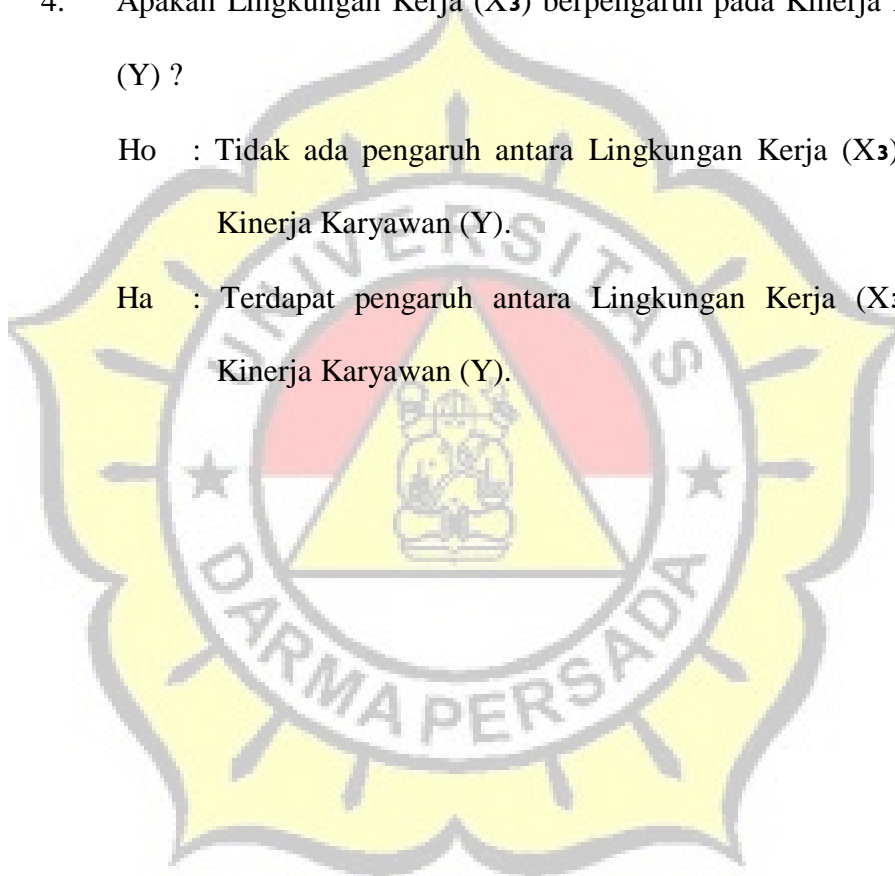 4. Apakah Lingkungan Kerja (X3) berpengaruh pada Kinerja
(Y) ?
Ho : Tidak ada pengaruh antara Lingkungan Kerja (X3)
Kinerja Karyawan (Y).
Ha : Terdapat pengaruh antara Lingkungan Kerja (X3
Kinerja Karyawan (Y).
UNIVERSITAS
DARMA PERSADA